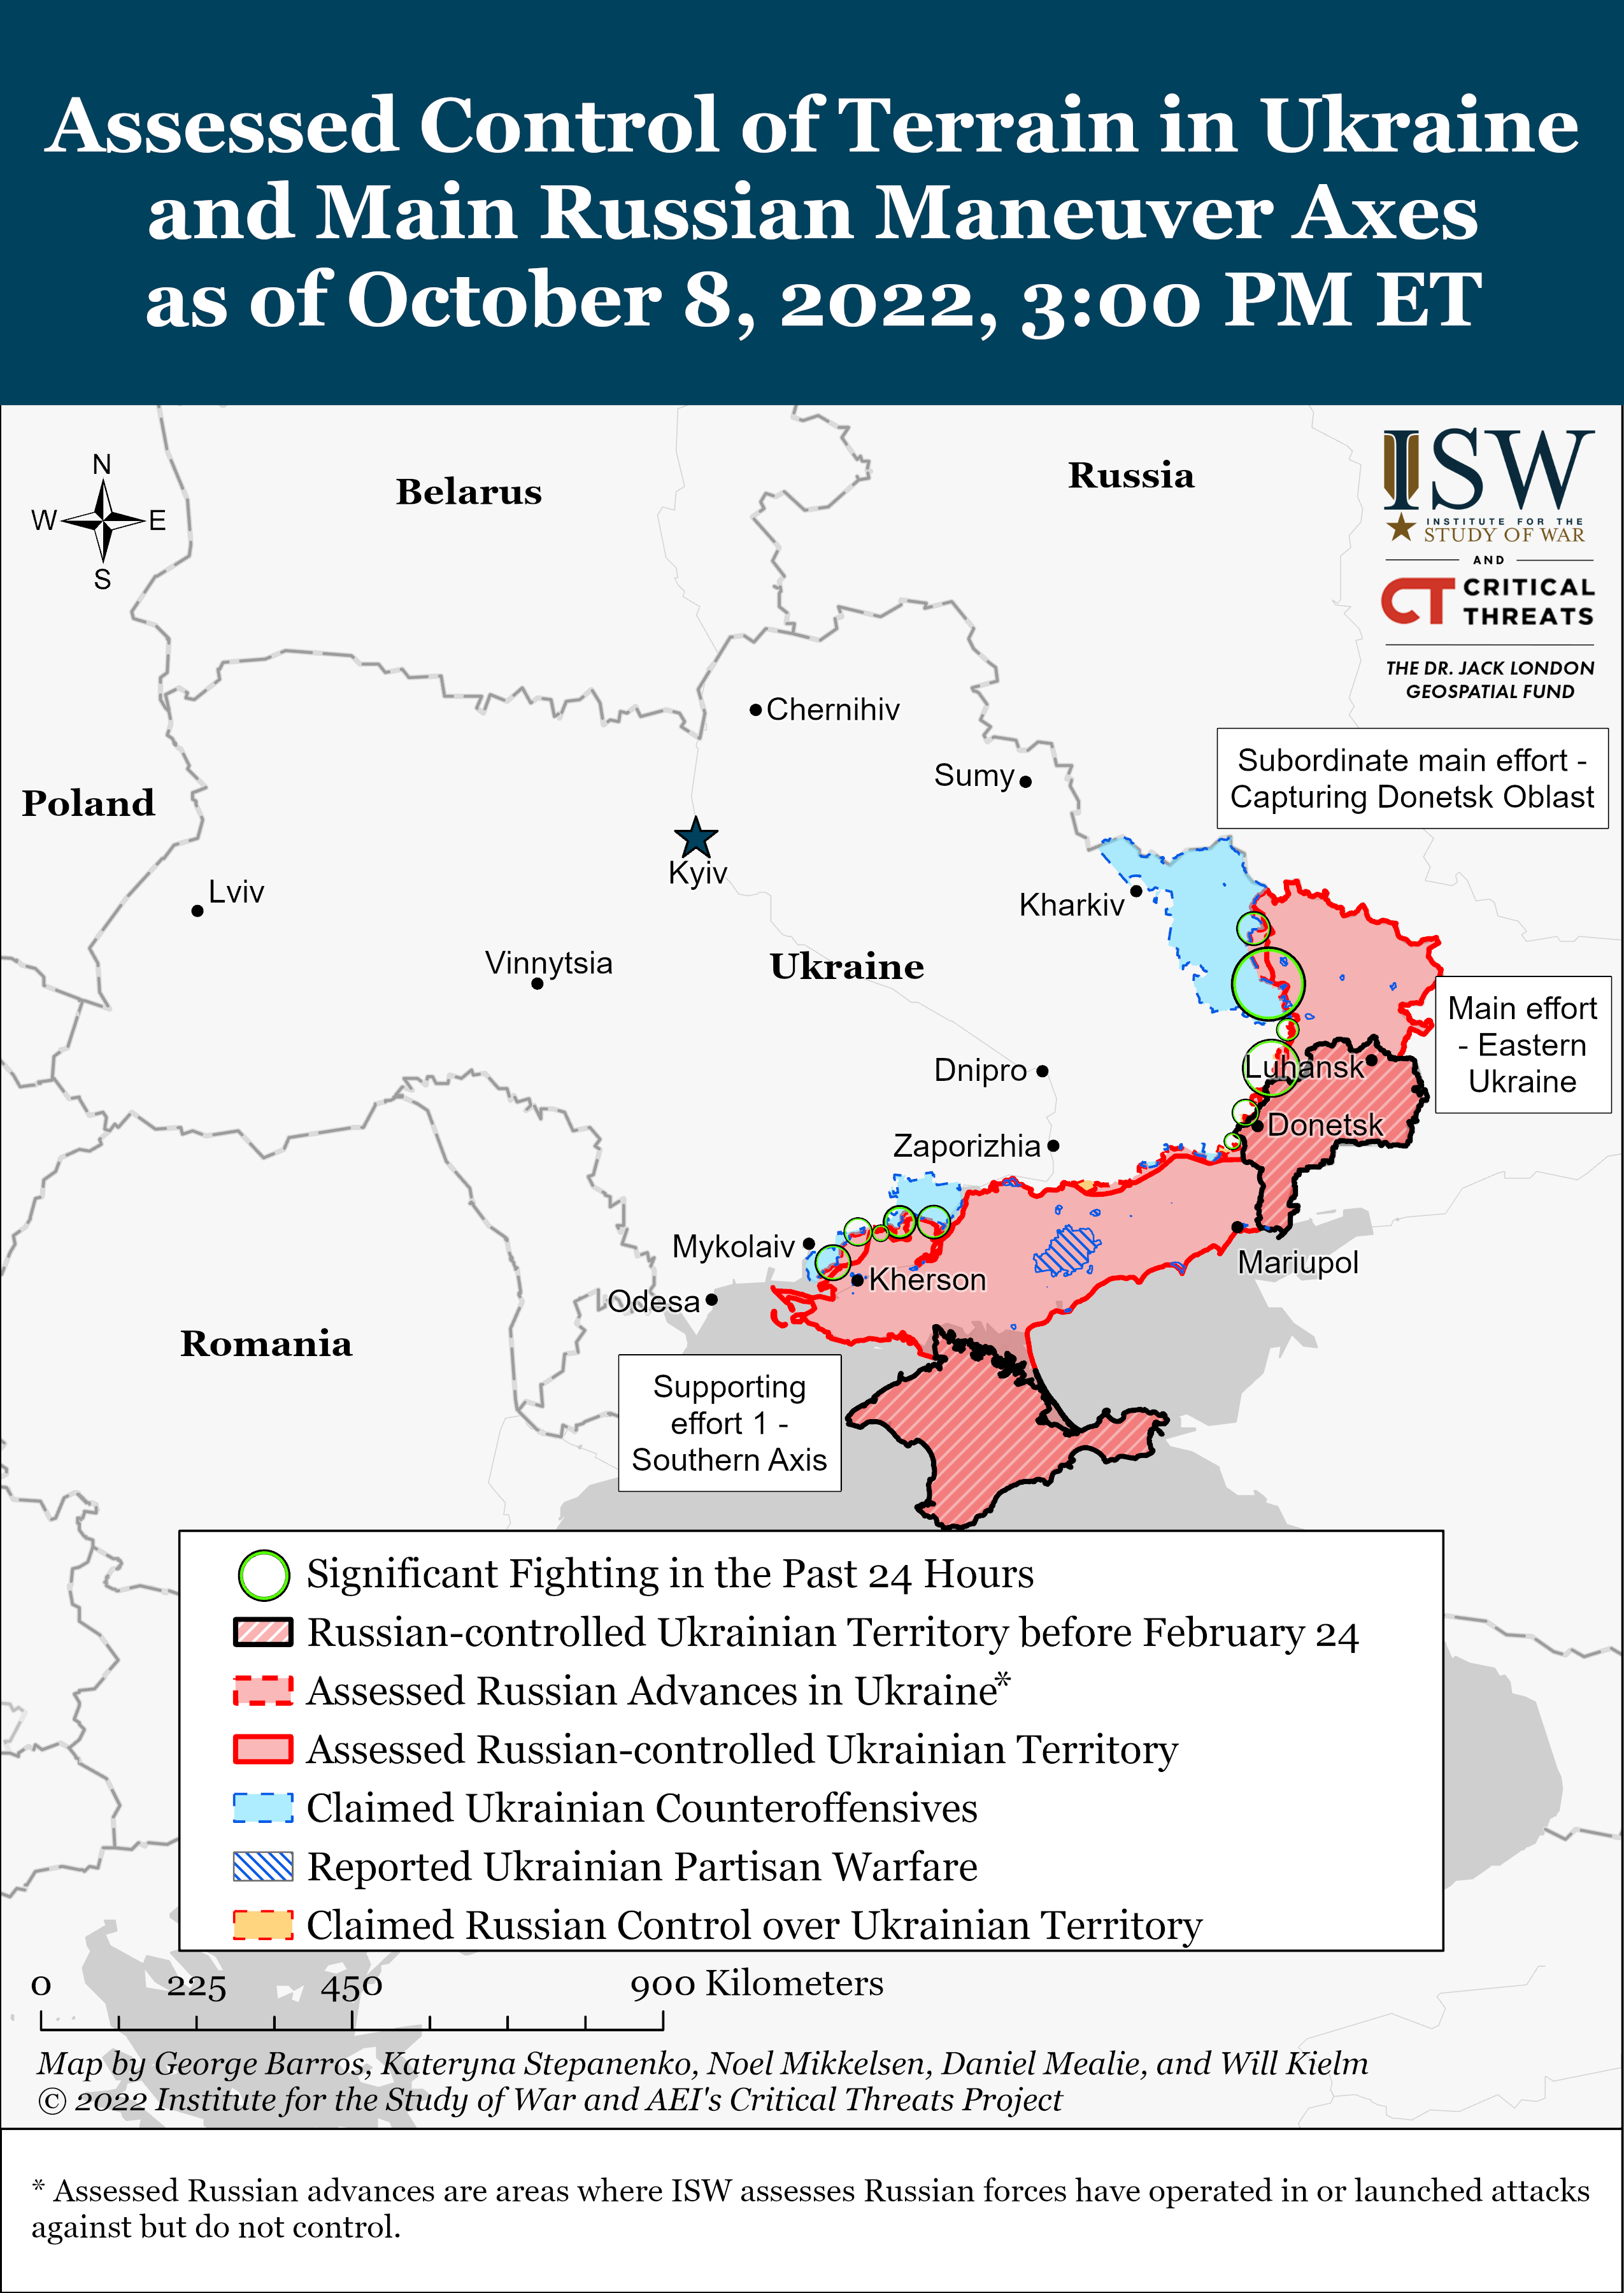 Assessed Control of Terrain in Ukraine
and Main Russian Maneuver Axes
as of October 8, 2022, 3:00 PM ET
N
W
E
S
Belarus
Russia
ISW
INSTITUTE FOR THE
STUDY OF WAR
AND
CT CRITICAL
THREATS
THE DR. JACK LONDON
GEOSPATIAL FUND
Chernihiv
Subordinate main effort -
Capturing Donetsk Oblast
Sumy
Poland
Kyiv
Lviv
Kharkiv
Vinnytsia
Ukraine
Main effort
- Eastern
Ukraine
Dnipro
Luhansk
Donetsk
Zaporizhia
Mykolaiv
Mariupol
Kherson
Odesa
Romania
Supporting
effort 1 -
Southern Axis
Significant Fighting in the Past 24 Hours
Russian-controlled Ukrainian Territory before February 24
Assessed Russian Advances in Ukraine*
Assessed Russian-controlled Ukrainian Territory
Claimed Ukrainian Counteroffensives
Reported Ukrainian Partisan Warfare
Claimed Russian Control over Ukrainian Territory
0 225 450 900 Kilometers
Map by George Barros, Kateryna Stepanenko, Noel Mikkelsen, Daniel Mealie, and Will Kielm
© 2022 Institute for the Study of War and AEI's Critical Threats Project
* Assessed Russian advances are areas where ISW assesses Russian forces have operated in or launched attacks
against but do not control.